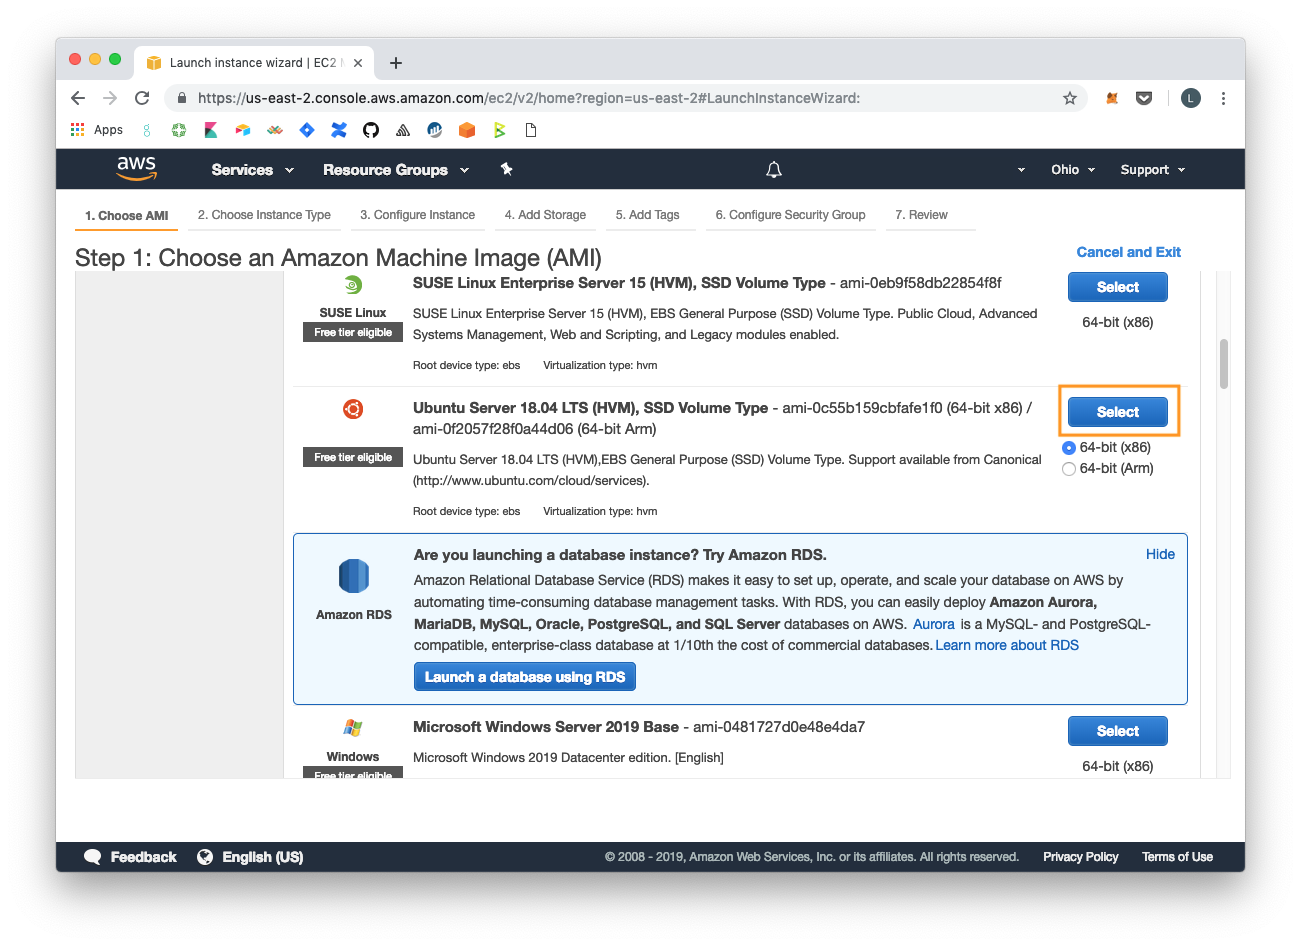 Launch instance wizard | EC2 M
https://us-east-2.console.aws.amazon.com/ec2/v2/home?region=us-east-2#LaunchInstanceWizard:
L
Apps
aws
Services
Resource Groups
Ohio
Support
1. Choose AMI
2. Choose Instance Type
3. Configure Instance
4. Add Storage
5. Add Tags
6. Configure Security Group
7. Review
Step 1: Choose an Amazon Machine Image (AMI)
Cancel and Exit
SUSE Linux
Free tier eligible
SUSE Linux Enterprise Server 15 (HVM), SSD Volume Type - ami-0eb9f58db22854f8f
SUSE Linux Enterprise Server 15 (HVM), EBS General Purpose (SSD) Volume Type. Public Cloud, Advanced
Systems Management, Web and Scripting, and Legacy modules enabled.
Root device type: ebs
Virtualization type: hvm
Select
64-bit (x86)
Free tier eligible
Ubuntu Server 18.04 LTS (HVM), SSD Volume Type - ami-0c55b159cbfafe1f0 (64-bit x86) /
ami-0f2057f28f0a44d06 (64-bit Arm)
Ubuntu Server 18.04 LTS (HVM),EBS General Purpose (SSD) Volume Type. Support available from Canonical
(http://www.ubuntu.com/cloud/services).
Root device type: ebs
Virtualization type: hvm
Select
64-bit (x86)
64-bit (Arm)
Amazon RDS
Are you launching a database instance? Try Amazon RDS.
Hide
Amazon Relational Database Service (RDS) makes it easy to set up, operate, and scale your database on AWS by
automating time-consuming database management tasks. With RDS, you can easily deploy Amazon Aurora,
MariaDB, MySQL, Oracle, PostgreSQL, and SQL Server databases on AWS. Aurora is a MySQL- and PostgreSQL-
compatible, enterprise-class database at 1/10th the cost of commercial databases. Learn more about RDS
Launch a database using RDS
Windows
Free tier eligible
Microsoft Windows Server 2019 Base - ami-0481727d0e48e4da7
Microsoft Windows 2019 Datacenter edition. [English]
Select
64-bit (x86)
Feedback
English (US)
© 2008 - 2019, Amazon Web Services, Inc. or its affiliates. All rights reserved.
Privacy Policy
Terms of Use